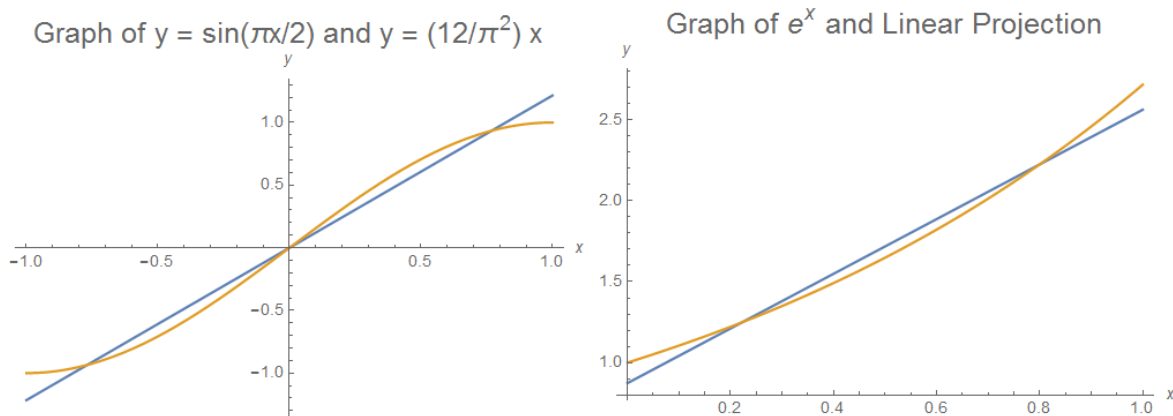 Graph of y = sin(πx/2) and y = (12/π²) x
y
1.0
0.5
−1.0 −0.5 0.5 1.0 x
−0.5
−1.0
Graph of eˣ and Linear Projection
y
2.5
2.0
1.5
1.0
0.2 0.4 0.6 0.8 1.0 x